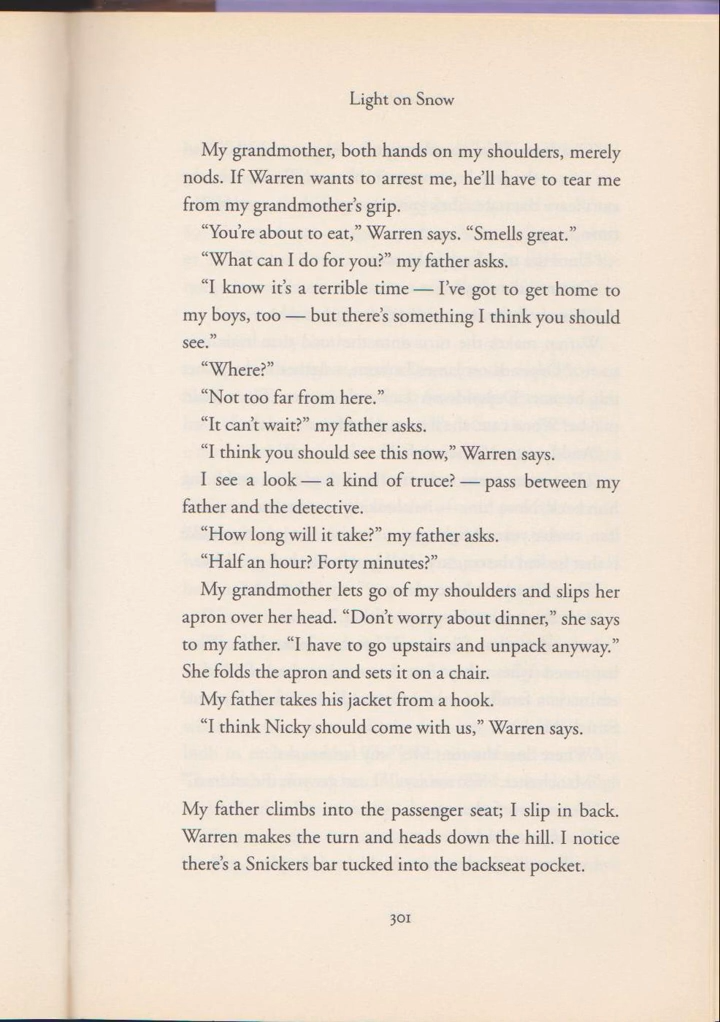 Light on Snow
My grandmother, both hands on my shoulders, merely
nods. If Warren wants to arrest me, he'll have to tear me
from my grandmother's grip.
"You're about to eat," Warren says. "Smells great."
"What can I do for you?" my father asks.
"I know it's a terrible time — I've got to get home to
my boys, too — but there's something I think you should
see."
"Where?"
"Not too far from here."
"It can't wait?" my father asks.
"I think you should see this now," Warren says.
I see a look — a kind of truce? — pass between my
father and the detective.
"How long will it take?" my father asks.
"Half an hour? Forty minutes?"
My grandmother lets go of my shoulders and slips her
apron over her head. "Don't worry about dinner," she says
to my father. "I have to go upstairs and unpack anyway."
She folds the apron and sets it on a chair.
My father takes his jacket from a hook.
"I think Nicky should come with us," Warren says.
My father climbs into the passenger seat; I slip in back.
Warren makes the turn and heads down the hill. I notice
there's a Snickers bar tucked into the backseat pocket.
301